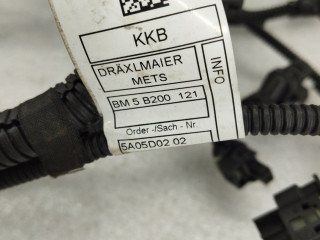 KKB
DRÄXLMAIER
METS
INFO
BM 5 B200 121
Order -/Sach - Nr.
5A05D02 02